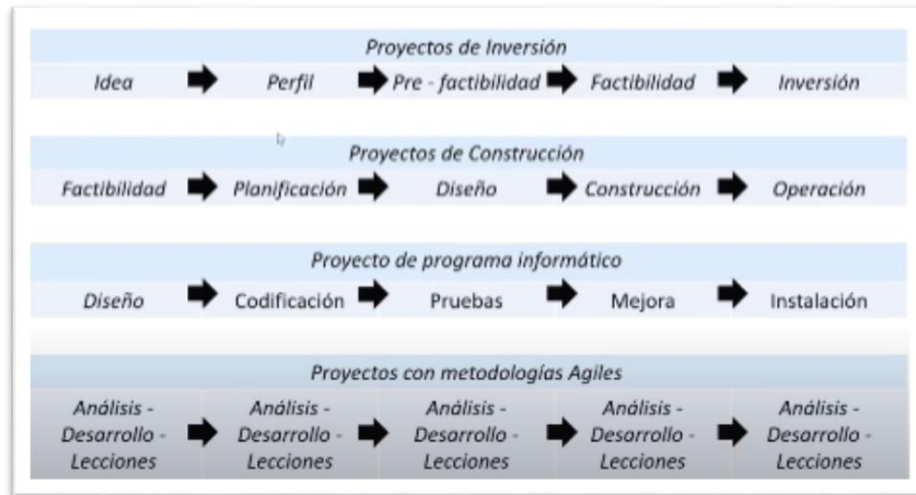 Proyectos de Inversión
Idea Perfil Pre - factibilidad Factibilidad Inversión
Proyectos de Construcción
Factibilidad Planificación Diseño Construcción Operación
Proyecto de programa informático
Diseño Codificación Pruebas Mejora Instalación
Proyectos con metodologías Agiles
Análisis - Análisis - Análisis - Análisis - Análisis -
Desarrollo - Desarrollo - Desarrollo - Desarrollo - Desarrollo -
Lecciones Lecciones Lecciones Lecciones Lecciones